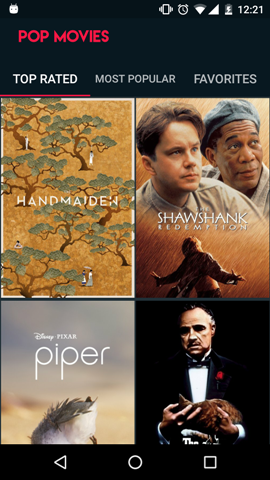 12:21
POP MOVIES
TOP RATED
MOST POPULAR
FAVORITES
HANDMAIDEN
SHAWSHANK
REDEMPTION
Disney PIXAR
piper
The